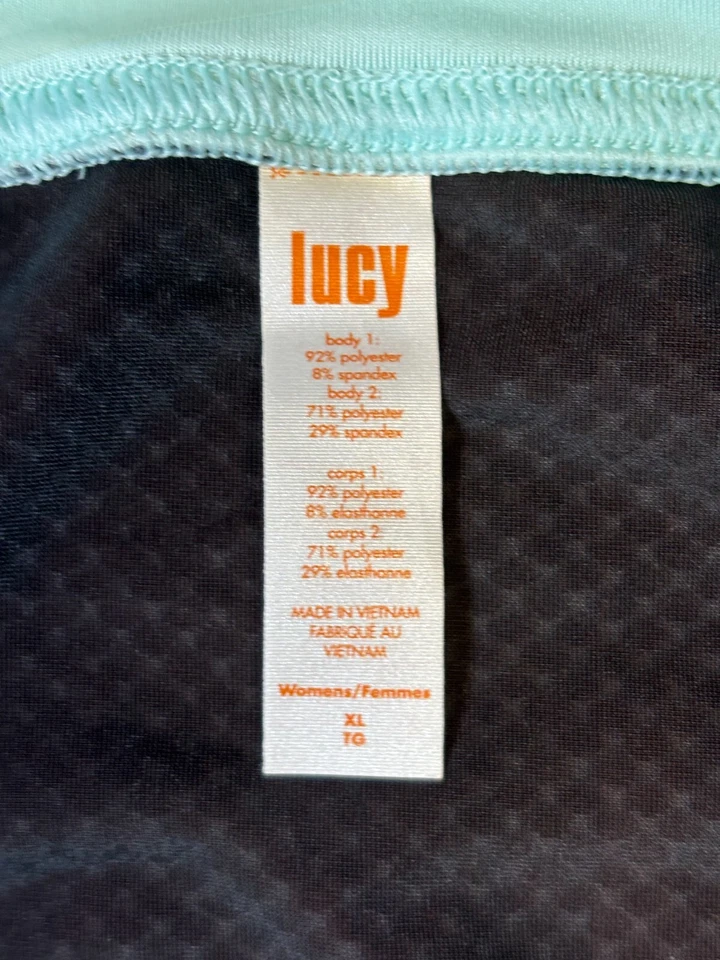 lucy
body 1:
92% polyester
8% spandex
body 2:
71% polyester
29% spandex
corps 1:
92% polyester
8% elasthanne
corps 2:
71% polyester
29% elasthanne
MADE IN VIETNAM
FABRIQUÉ AU
VIETNAM
Womens/Femmes
XL
TG